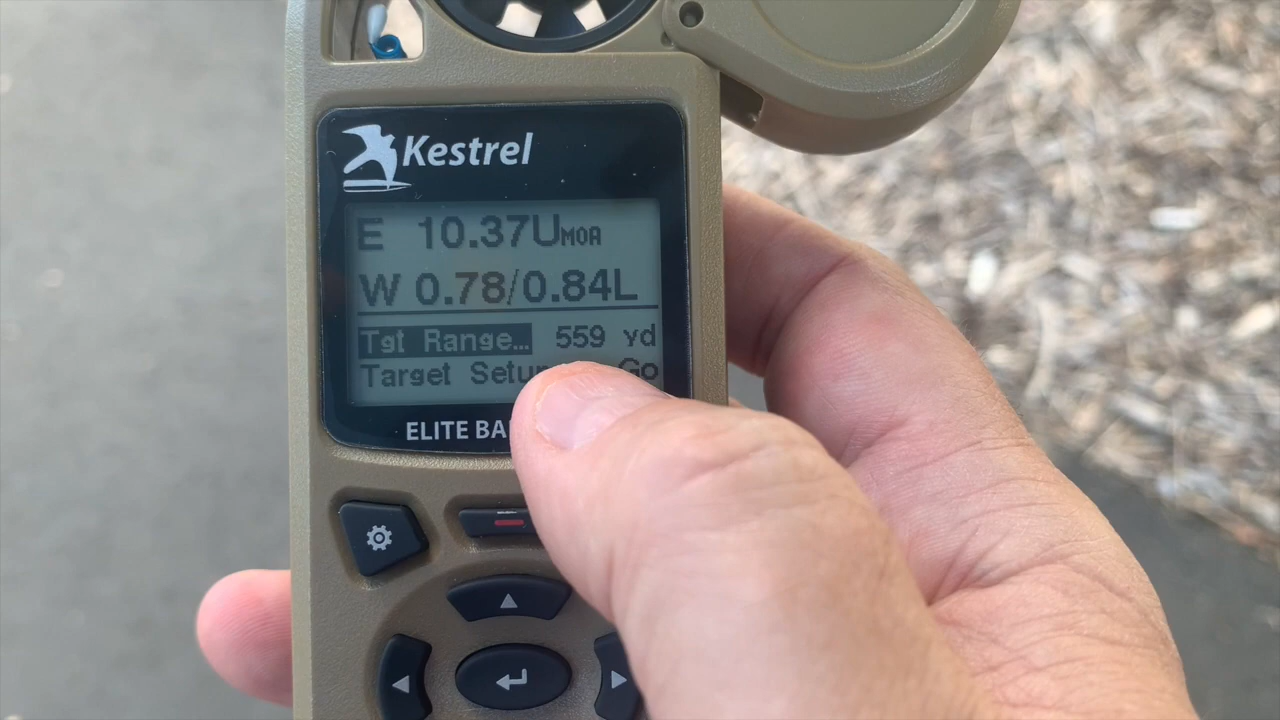 Kestrel
E 10.37U MOA
W 0.78/0.84L
Tgt Range… 559 yd
Target Setu Go
ELITE BA